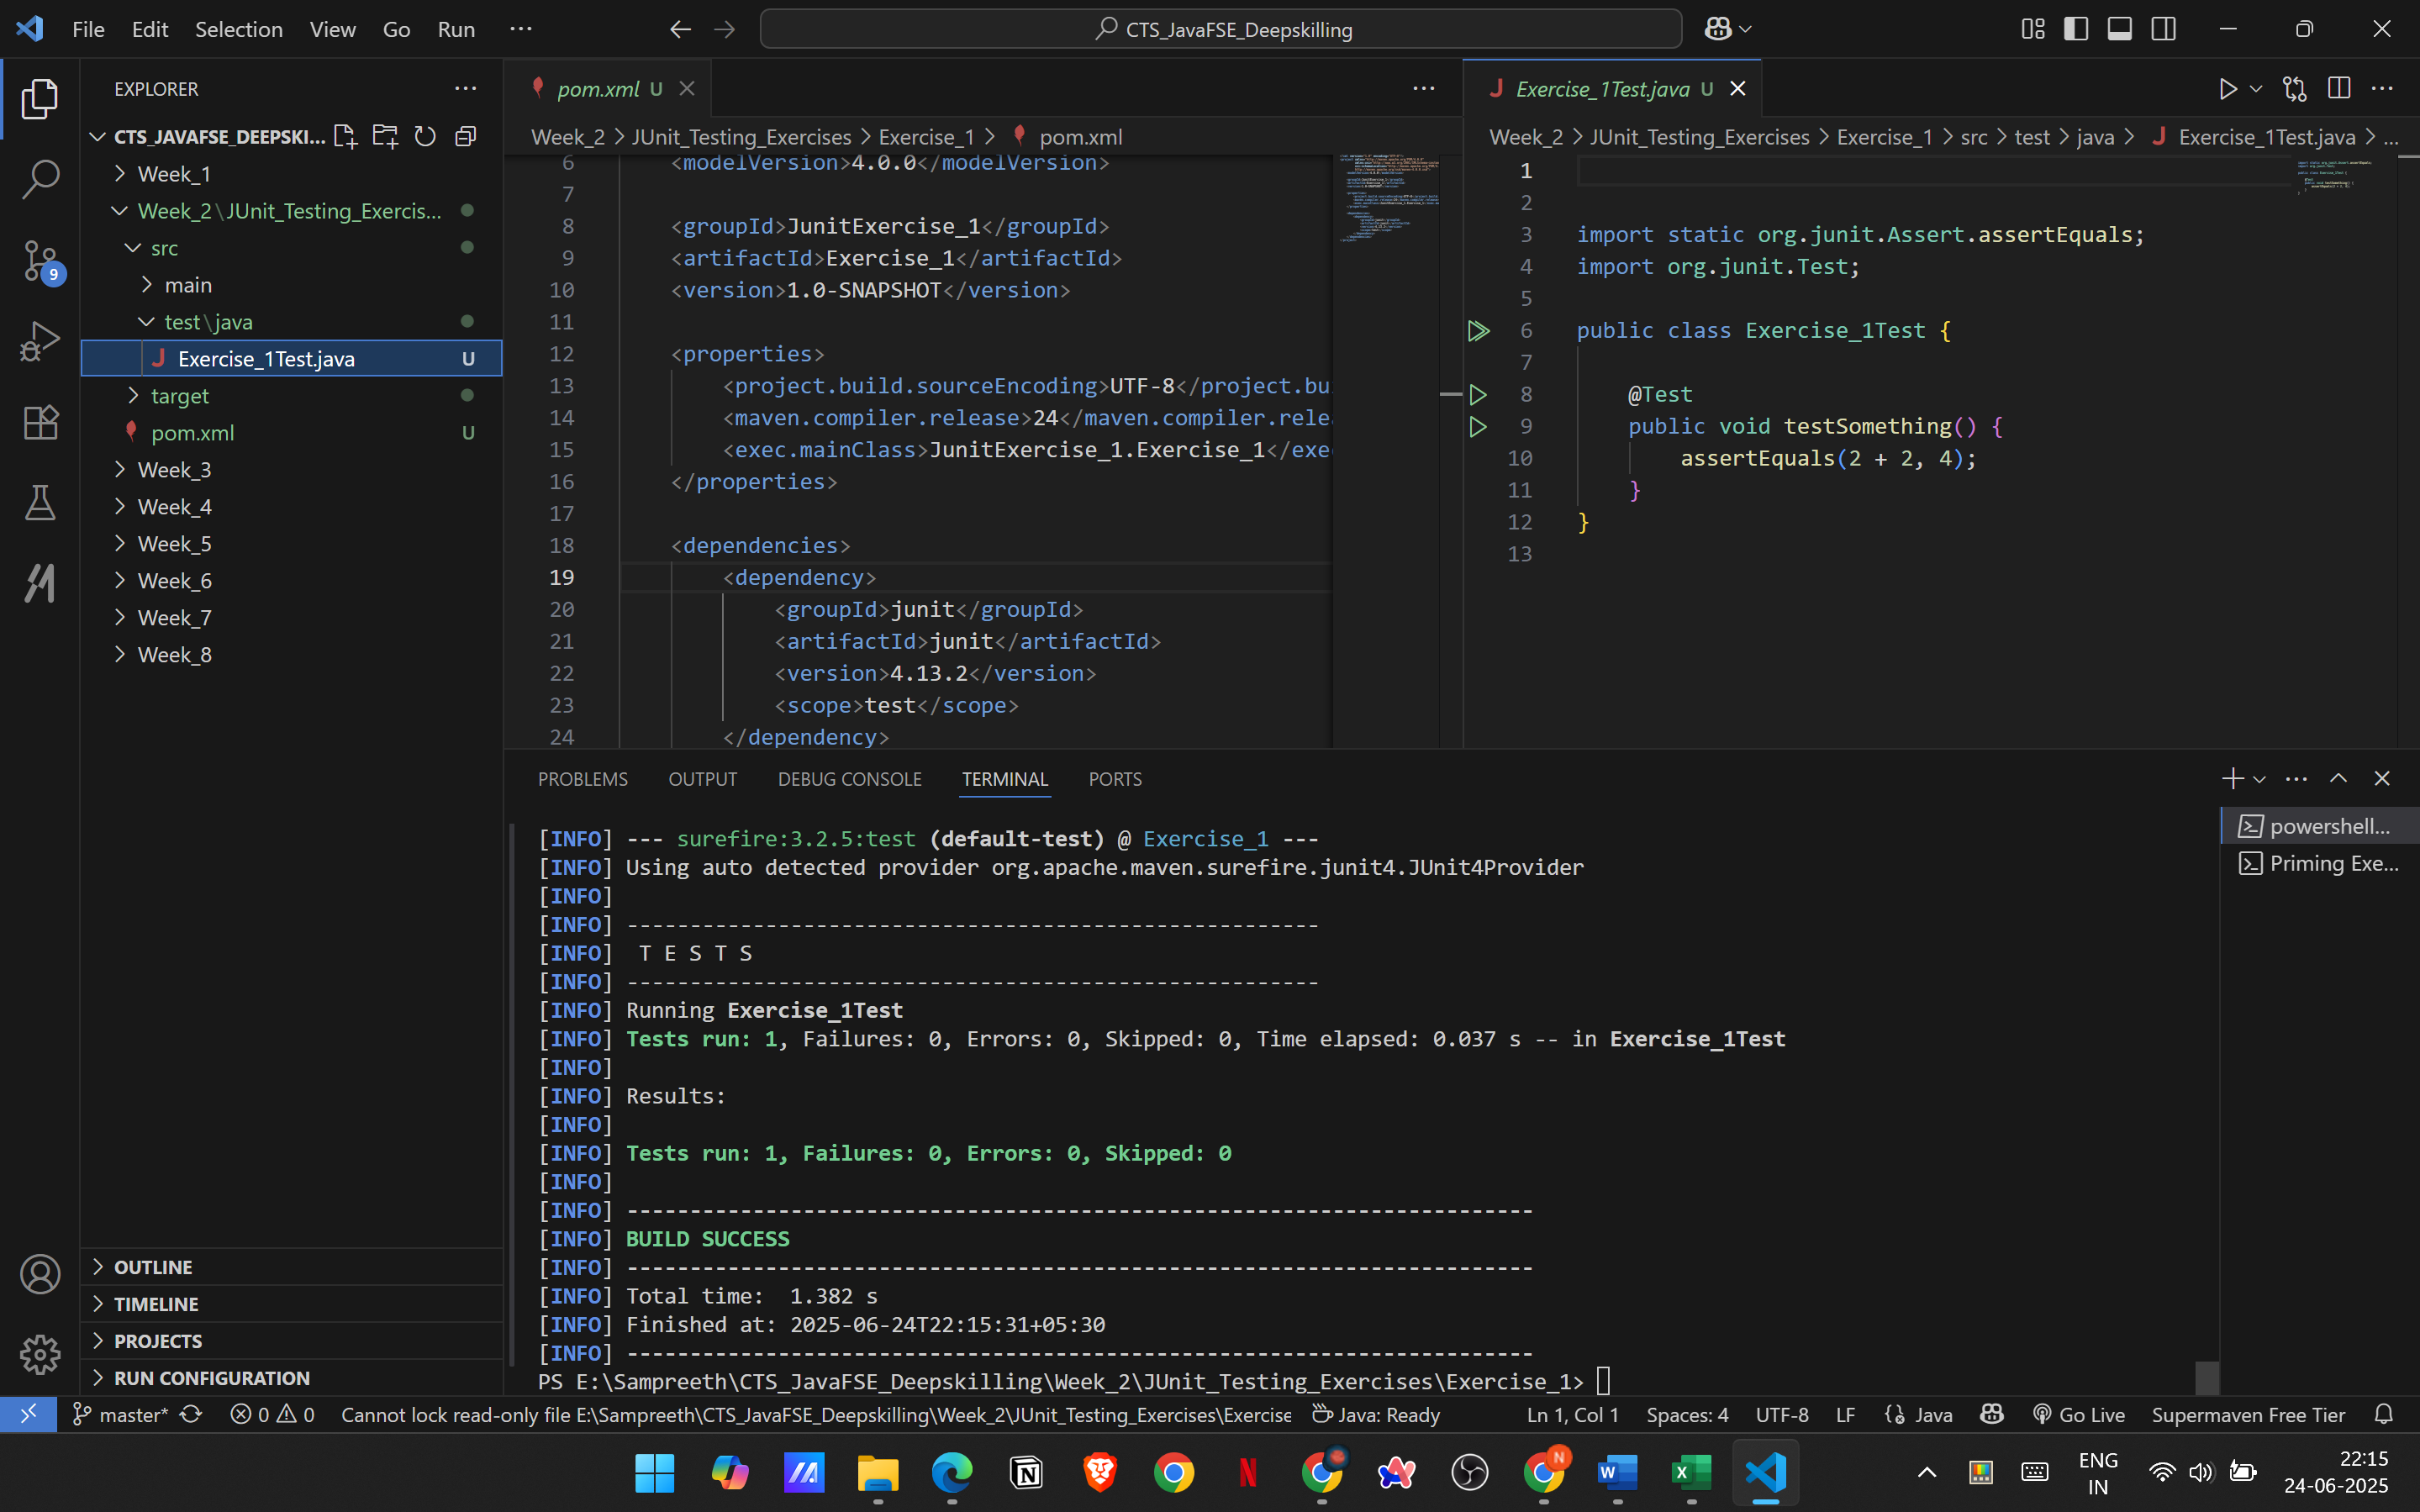 File Edit Selection View Go Run ...
CTS_JavaFSE_Deepskilling
EXPLORER
CTS_JAVAFSE_DEEPSKI...
Week_1
Week_2\JUnit_Testing_Exercis...
src
main
test\java
J Exercise_1Test.java U
target
pom.xml U
Week_3
Week_4
Week_5
Week_6
Week_7
Week_8
9
OUTLINE
TIMELINE
PROJECTS
RUN CONFIGURATION
pom.xml U
Week_2 > JUnit_Testing_Exercises > Exercise_1 > pom.xml
6 <modelVersion>4.0.0</modelVersion>
7
8 <groupId>JunitExercise_1</groupId>
9 <artifactId>Exercise_1</artifactId>
10 <version>1.0-SNAPSHOT</version>
11
12 <properties>
13 <project.build.sourceEncoding>UTF-8</project.bu
14 <maven.compiler.release>24</maven.compiler.rele
15 <exec.mainClass>JunitExercise_1.Exercise_1</exe
16 </properties>
17
18 <dependencies>
19 <dependency>
20 <groupId>junit</groupId>
21 <artifactId>junit</artifactId>
22 <version>4.13.2</version>
23 <scope>test</scope>
24 </dependency>
J Exercise_1Test.java U
Week_2 > JUnit_Testing_Exercises > Exercise_1 > src > test > java > J Exercise_1Test.java > ...
1
2
3 import static org.junit.Assert.assertEquals;
4 import org.junit.Test;
5
6 public class Exercise_1Test {
7
8 @Test
9 public void testSomething() {
10 assertEquals(2 + 2, 4);
11 }
12 }
13
PROBLEMS OUTPUT DEBUG CONSOLE TERMINAL PORTS
powershell...
Priming Exe...
[INFO] --- surefire:3.2.5:test (default-test) @ Exercise_1 ---
[INFO] Using auto detected provider org.apache.maven.surefire.junit4.JUnit4Provider
[INFO]
[INFO] -------------------------------------------------------
[INFO]  T E S T S
[INFO] -------------------------------------------------------
[INFO] Running Exercise_1Test
[INFO] Tests run: 1, Failures: 0, Errors: 0, Skipped: 0, Time elapsed: 0.037 s -- in Exercise_1Test
[INFO]
[INFO] Results:
[INFO]
[INFO] Tests run: 1, Failures: 0, Errors: 0, Skipped: 0
[INFO]
[INFO] ------------------------------------------------------------------------
[INFO] BUILD SUCCESS
[INFO] ------------------------------------------------------------------------
[INFO] Total time:  1.382 s
[INFO] Finished at: 2025-06-24T22:15:31+05:30
[INFO] ------------------------------------------------------------------------
PS E:\Sampreeth\CTS_JavaFSE_Deepskilling\Week_2\JUnit_Testing_Exercises\Exercise_1>
master* 0 0 Cannot lock read-only file E:\Sampreeth\CTS_JavaFSE_Deepskilling\Week_2\JUnit_Testing_Exercises\Exercise Java: Ready Ln 1, Col 1 Spaces: 4 UTF-8 LF Java Go Live Supermaven Free Tier
ENG
IN
22:15
24-06-2025